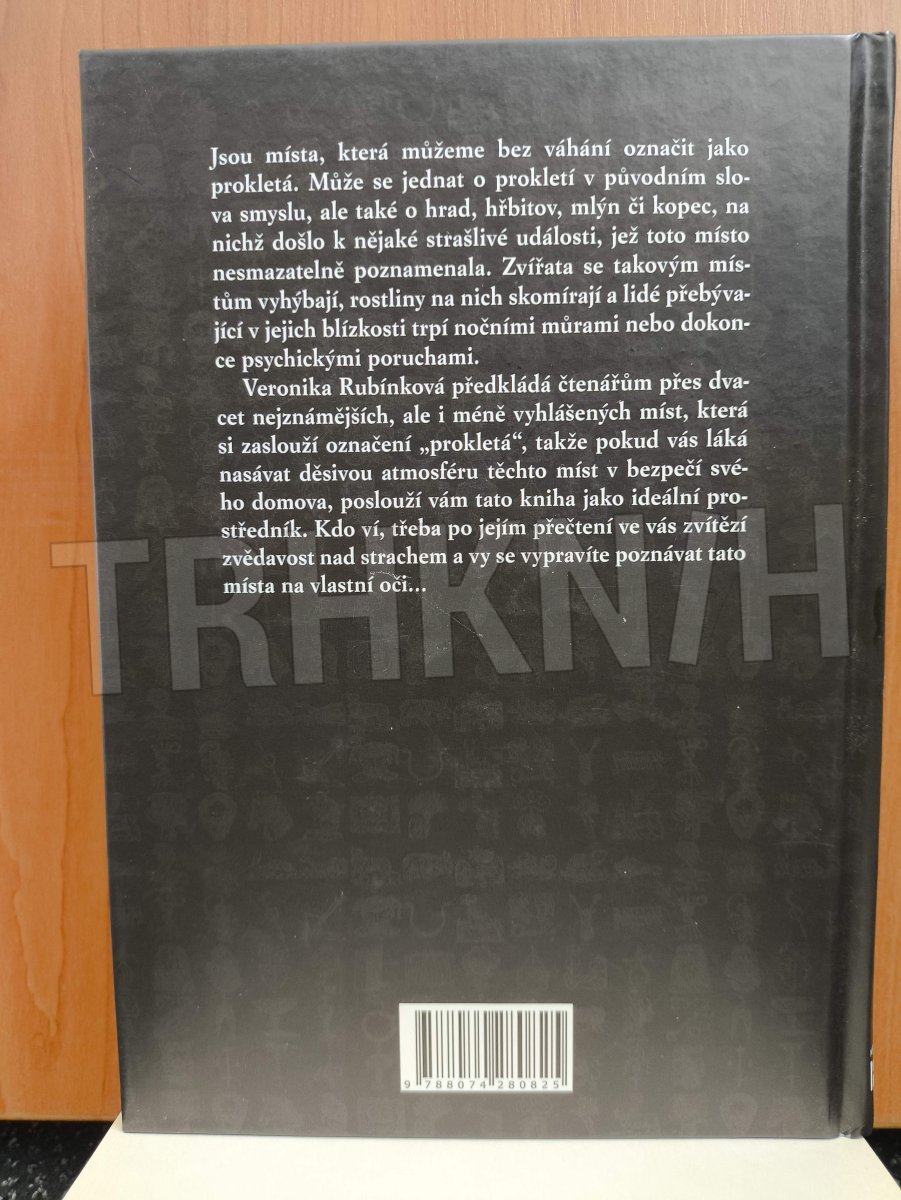 Jsou místa, která můžeme bez váhání označit jako
prokletá. Může se jednat o prokletí v původním slo-
va smyslu, ale také o hrad, hřbitov, mlýn či kopec, na
nichž došlo k nějaké strašlivé události, jež toto místo
nesmazatelně poznamenala. Zvířata se takovým mís-
tům vyhýbají, rostliny na nich skomírají a lidé přebýva-
jící v jejich blízkosti trpí nočními můrami nebo dokon-
ce psychickými poruchami.
Veronika Rubínková předkládá čtenářům přes dva-
cet nejznámějších, ale i méně vyhlášených míst, která
si zaslouží označení „prokletá“, takže pokud vás láká
nasávat děsivou atmosféru těchto míst v bezpečí své-
ho domova, poslouží vám tato kniha jako ideální pro-
středník. Kdo ví, třeba po jejím přečtení ve vás zvítězí
zvědavost nad strachem a vy se vypravíte poznávat tato
místa na vlastní oči...
TRHKNIH
9 788074 280825